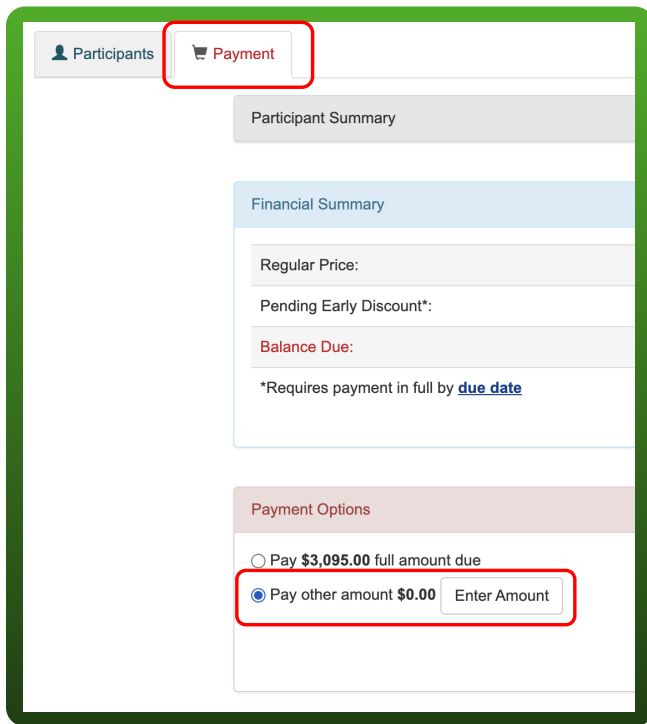 Participants Payment
Participant Summary
Financial Summary
Regular Price:
Pending Early Discount*:
Balance Due:
*Requires payment in full by due date
Payment Options
Pay $3,095.00 full amount due
Pay other amount $0.00 Enter Amount